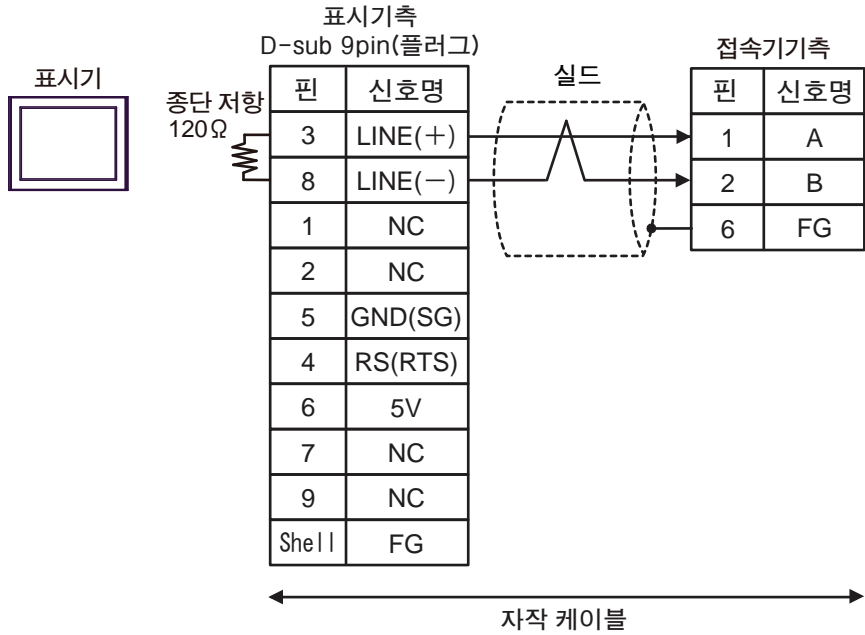 표시기측
D-sub 9pin(플러그)
접속기기측
표시기
종단 저항
120Ω
실드
핀 신호명
3 LINE(+)
8 LINE(−)
1 NC
2 NC
5 GND(SG)
4 RS(RTS)
6 5V
7 NC
9 NC
Shell FG
핀 신호명
1 A
2 B
6 FG
자작 케이블